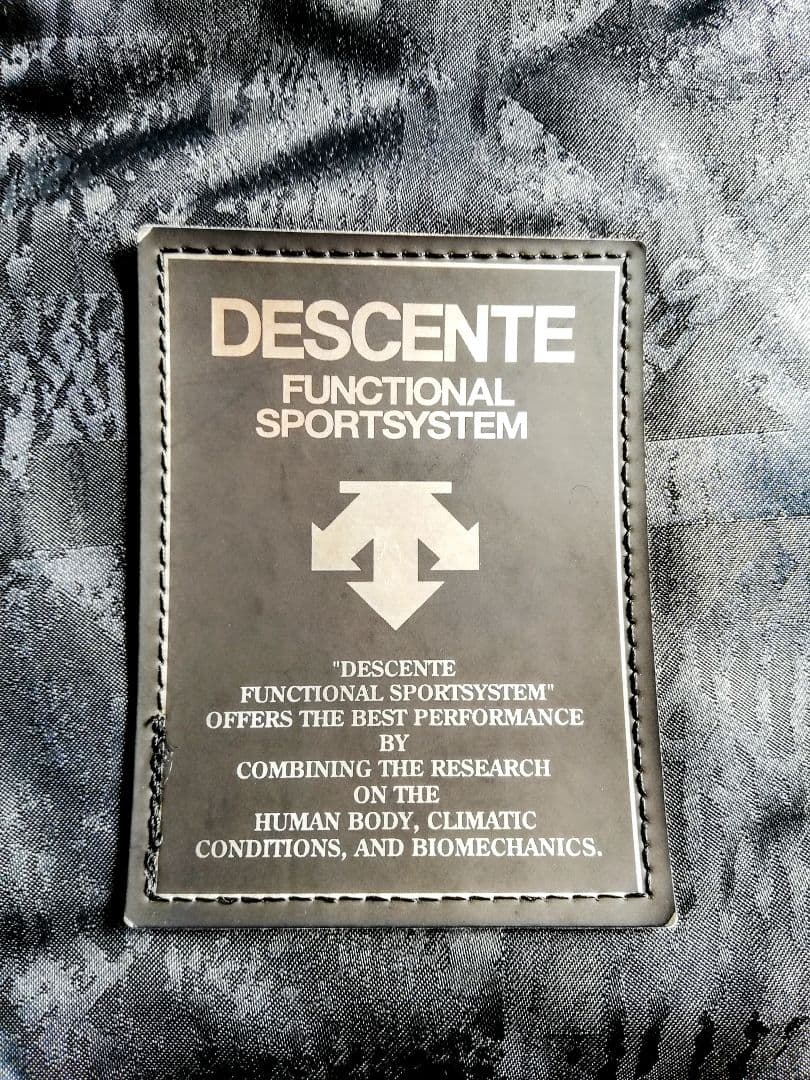 DESCENTE
FUNCTIONAL
SPORTSYSTEM
"DESCENTE
FUNCTIONAL SPORTSYSTEM"
OFFERS THE BEST PERFORMANCE
BY
COMBINING THE RESEARCH
ON THE
HUMAN BODY, CLIMATIC
CONDITIONS, AND BIOMECHANICS.